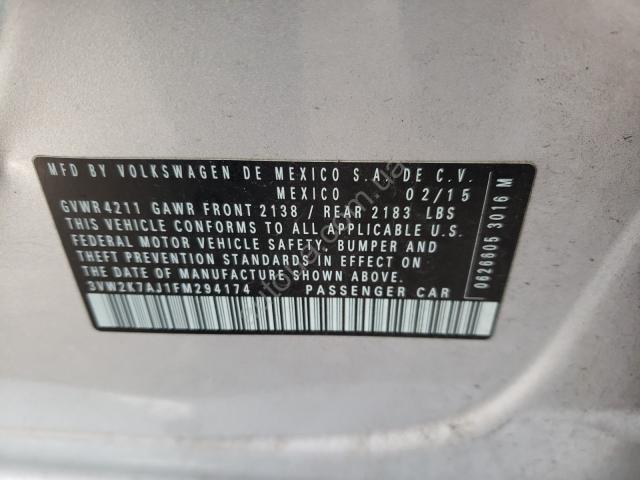 MFD BY VOLKSWAGEN DE MEXICO S.A. DE C.V.
MEXICO 02/15
GVWR 4211 GAWR FRONT 2138 / REAR 2183 LBS
THIS VEHICLE CONFORMS TO ALL APPLICABLE U.S.
FEDERAL MOTOR VEHICLE SAFETY, BUMPER AND
THEFT PREVENTION STANDARDS IN EFFECT ON
THE DATE OF MANUFACTURE SHOWN ABOVE.
3VW2K7AJ1FM294174 PASSENGER CAR
0626605 3016 M